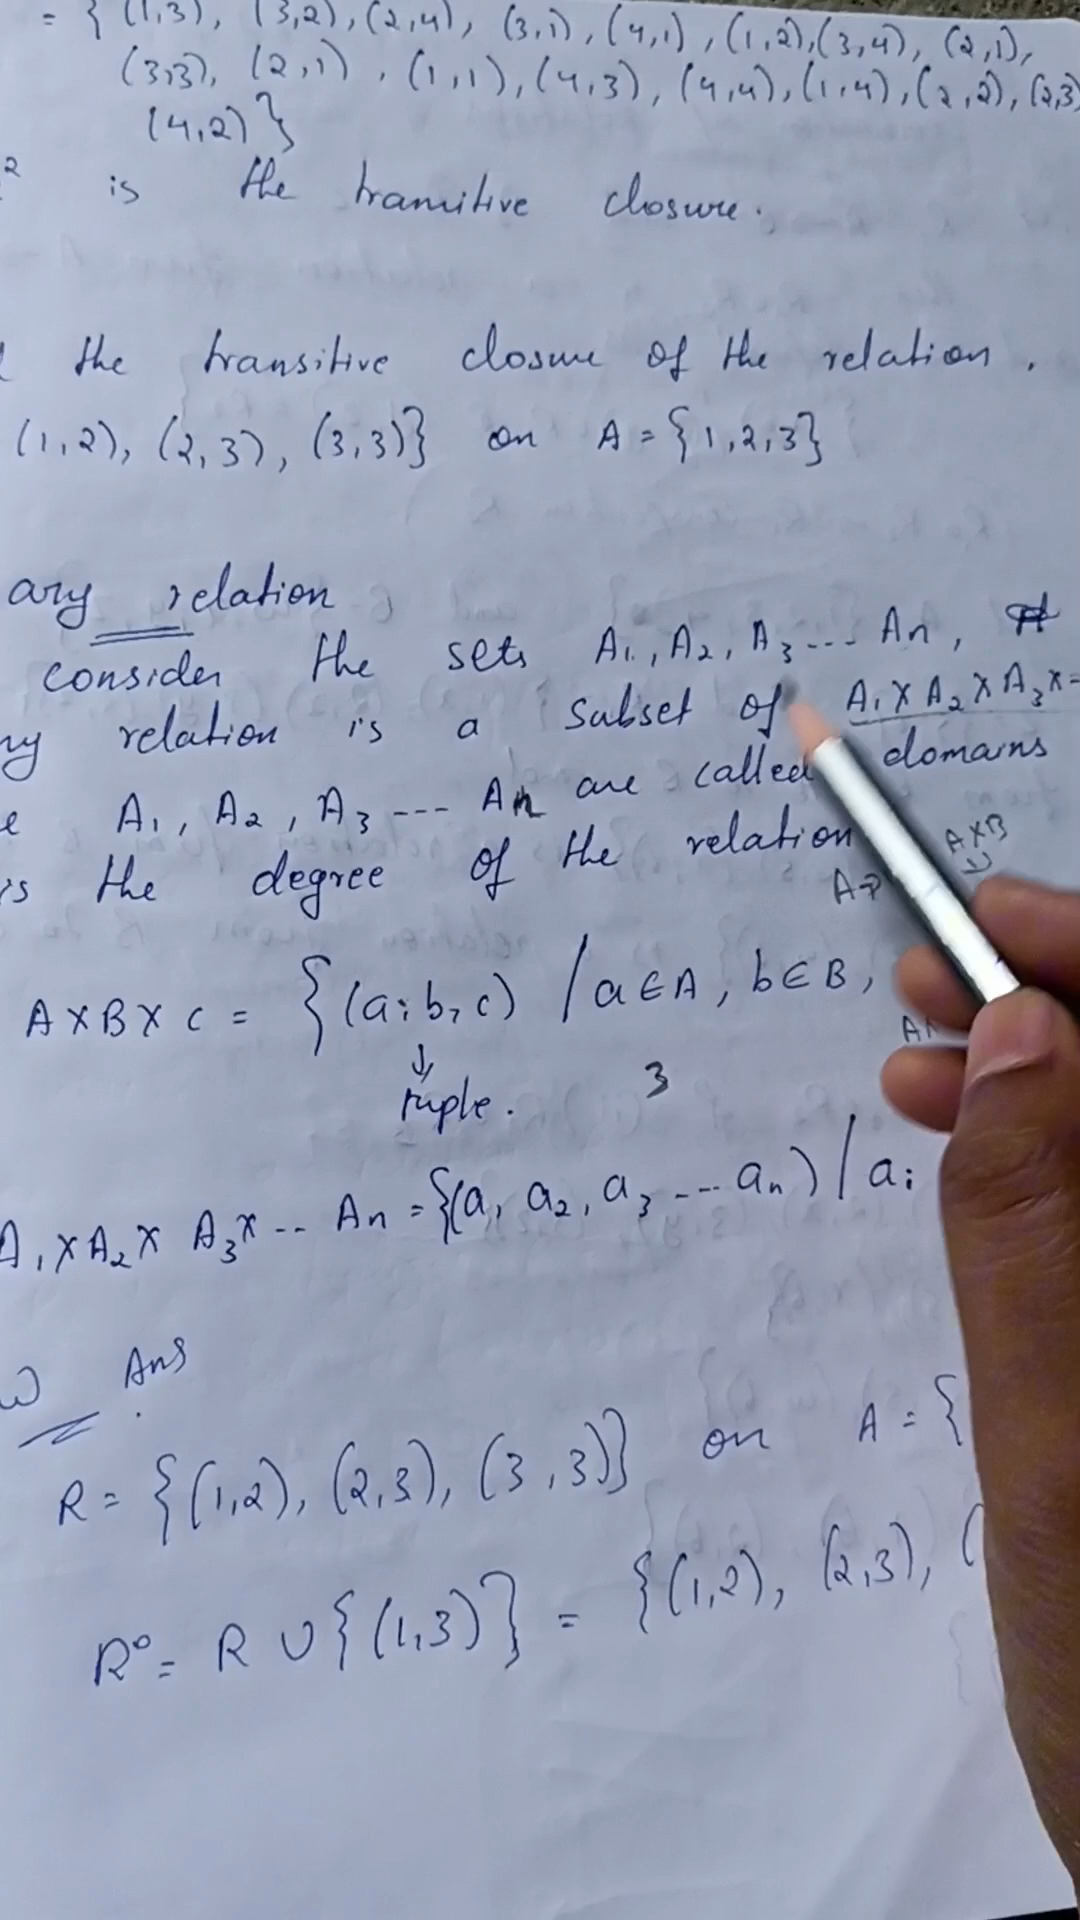 = { (1,3), (3,2), (2,4), (3,1), (4,1), (1,2), (3,4), (2,1),
(3,3), (2,1), (1,1), (4,3), (4,4), (1,4), (2,2), (2,3)
(4,2) }
2 is the transitive closure.
the transitive closure of the relation.
(1,2), (2,3), (3,3)} on A = {1,2,3}
ary relation
consider the sets A₁, A₂, A₃ --- An,
ny relation is a subset of A₁ X A₂ X A₃ X
e A₁, A₂, A₃ --- An are called domains
is the degree of the relation
A X B
A X B X C = { (a, b, c) / a ∈ A, b ∈ B,
↓ 3
tuple.
A₁ X A₂ X A₃ X -- An = {(a, a₂, a₃ --- an) / ai
w Ans
R = {(1,2), (2,3), (3,3)} on A = {
R° = R ∪ {(1,3)} = {(1,2), (2,3), (